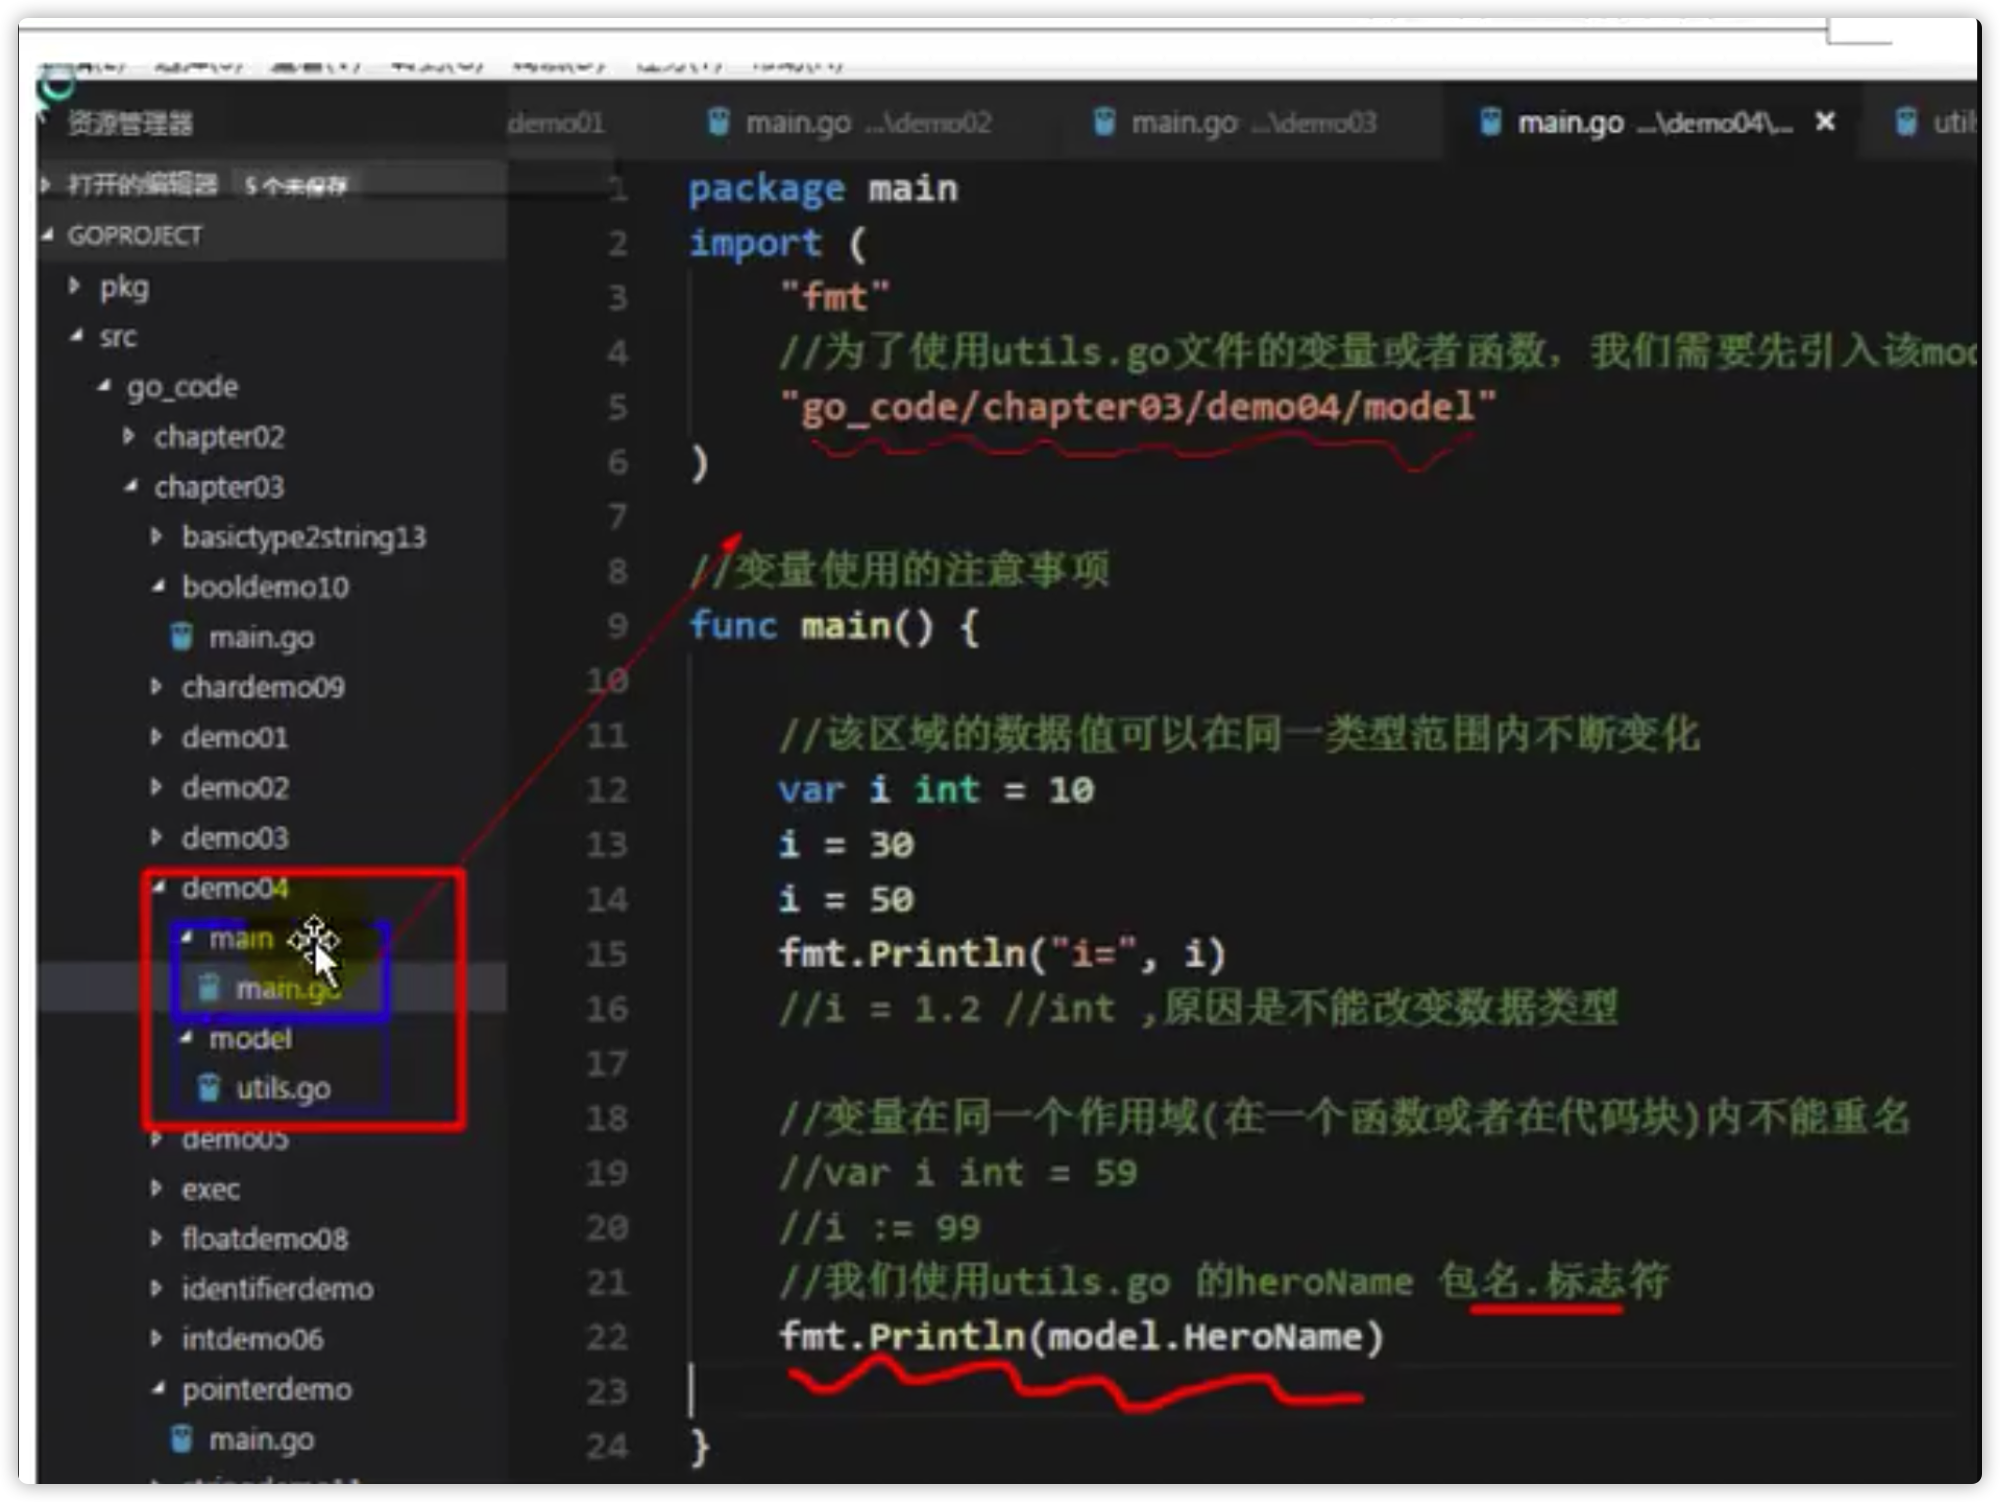 资源管理器
打开的编辑器 5 个未保存
GOPROJECT
pkg
src
go_code
chapter02
chapter03
basictype2string13
booldemo10
main.go
chardemo09
demo01
demo02
demo03
demo04
main
main.go
model
utils.go
demo05
exec
floatdemo08
identifierdemo
intdemo06
pointerdemo
main.go
demo01 main.go ...\demo02 main.go ...\demo03 main.go ...\demo04\...
1 package main
2 import (
3 "fmt"
4 //为了使用utils.go文件的变量或者函数，我们需要先引入该
5 "go_code/chapter03/demo04/model"
6 )
7
8 //变量使用的注意事项
9 func main() {
10
11 //该区域的数据值可以在同一类型范围内不断变化
12 var i int = 10
13 i = 30
14 i = 50
15 fmt.Println("i=", i)
16 //i = 1.2 //int ,原因是不能改变数据类型
17
18 //变量在同一个作用域(在一个函数或者在代码块)内不能重名
19 //var i int = 59
20 //i := 99
21 //我们使用utils.go 的heroName 包名.标志符
22 fmt.Println(model.HeroName)
23
24 }